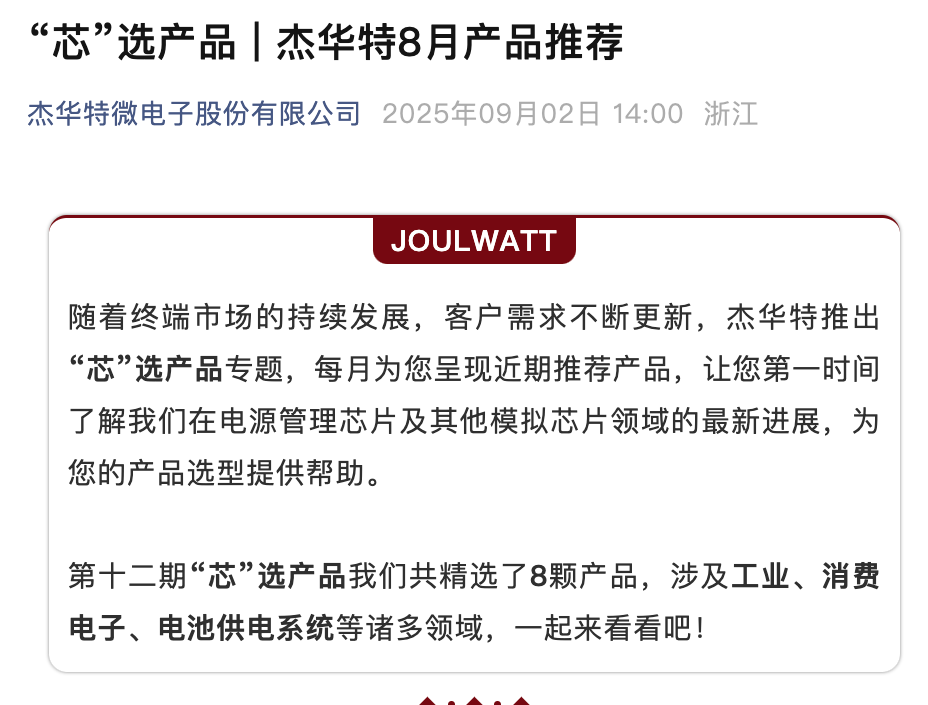 “芯”选产品 | 杰华特8月产品推荐
杰华特微电子股份有限公司 2025年09月02日 14:00 浙江
JOULWATT
随着终端市场的持续发展，客户需求不断更新，杰华特推出
“芯”选产品专题，每月为您呈现近期推荐产品，让您第一时间
了解我们在电源管理芯片及其他模拟芯片领域的最新进展，为
您的产品选型提供帮助。
第十二期“芯”选产品我们共精选了8颗产品，涉及工业、消费
电子、电池供电系统等诸多领域，一起来看看吧！